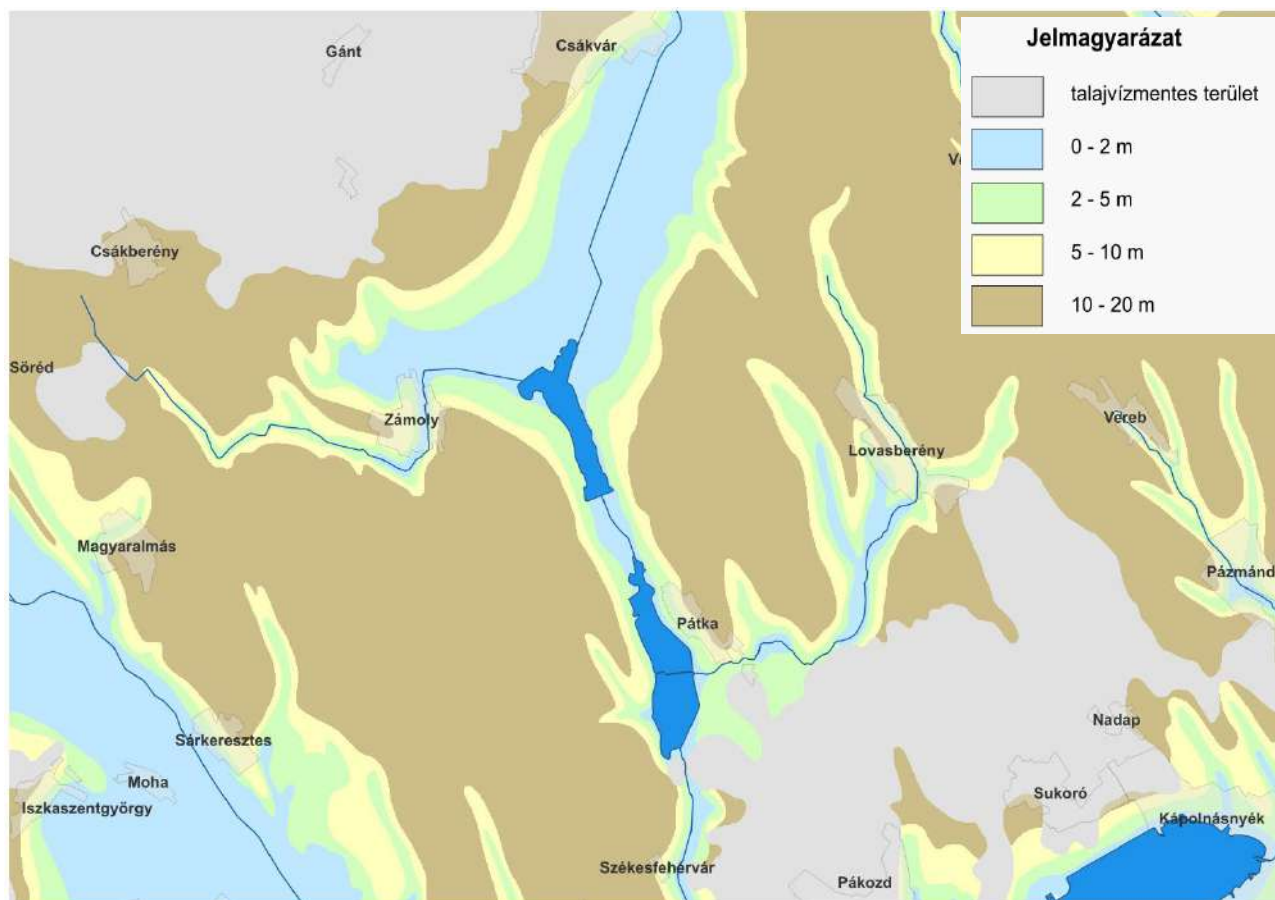 Jelmagyarázat
talajvízmentes terület
0 - 2 m
2 - 5 m
5 - 10 m
10 - 20 m
Gánt
Csákvár
Csákberény
Söréd
Zámoly
Lovasberény
Vereb
Magyaralmás
Pázmánd
Pátka
Nadap
Sárkeresztes
Moha
Iszkaszentgyörgy
Sukoró
Kápolnásnyék
Székesfehérvár
Pákozd